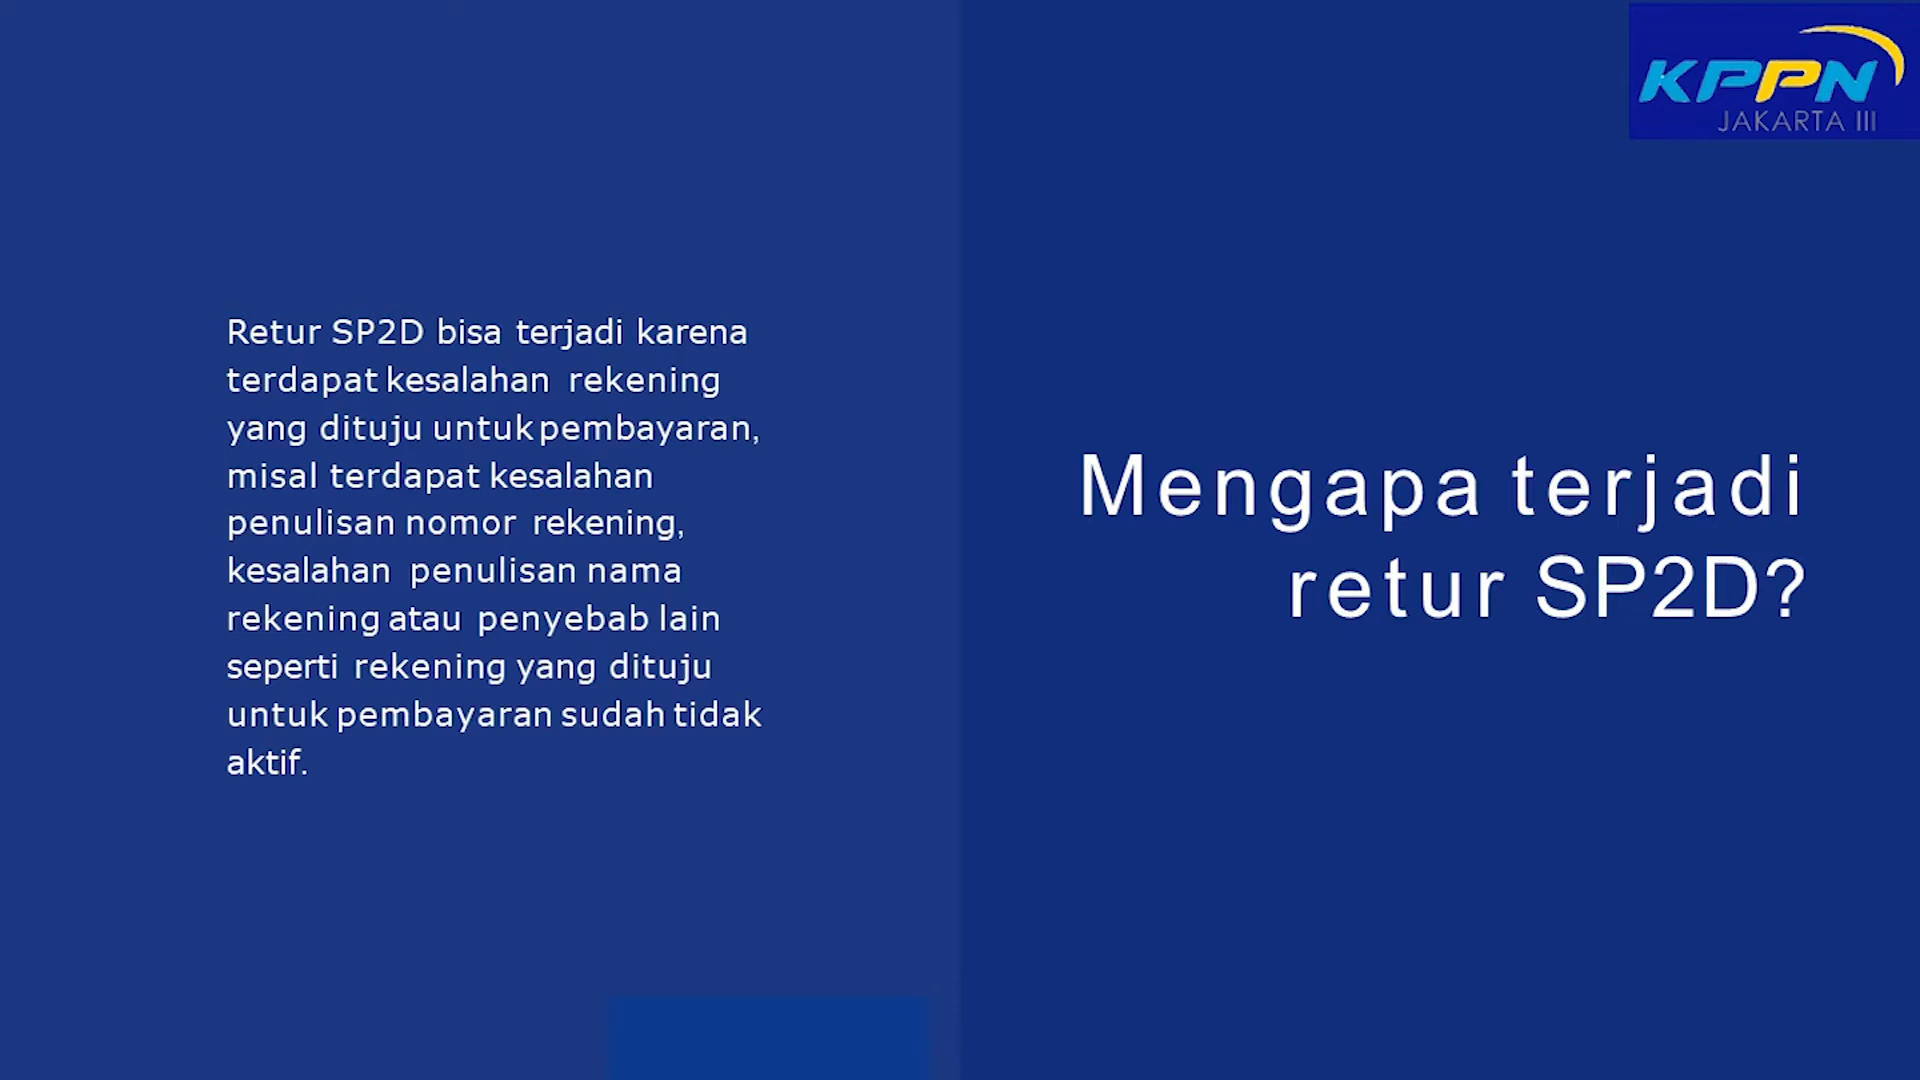 KPPN
JAKARTA III
Retur SP2D bisa terjadi karena
terdapat kesalahan rekening
yang dituju untuk pembayaran,
misal terdapat kesalahan
penulisan nomor rekening,
kesalahan penulisan nama
rekening atau penyebab lain
seperti rekening yang dituju
untuk pembayaran sudah tidak
aktif.
Mengapa terjadi
retur SP2D?